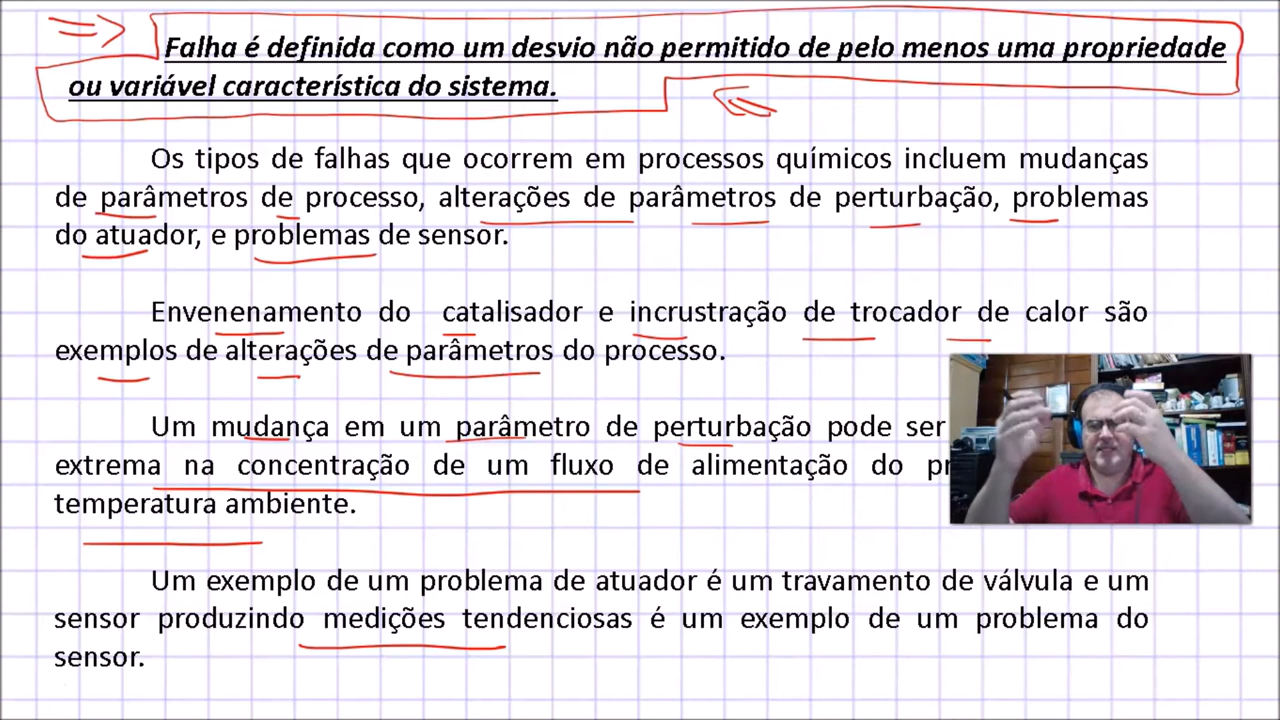 Falha é definida como um desvio não permitido de pelo menos uma propriedade
ou variável característica do sistema.
Os tipos de falhas que ocorrem em processos químicos incluem mudanças
de parâmetros de processo, alterações de parâmetros de perturbação, problemas
do atuador, e problemas de sensor.
Envenenamento do catalisador e incrustração de trocador de calor são
exemplos de alterações de parâmetros do processo.
Um mudança em um parâmetro de perturbação pode ser
extrema na concentração de um fluxo de alimentação do
temperatura ambiente.
Um exemplo de um problema de atuador é um travamento de válvula e um
sensor produzindo medições tendenciosas é um exemplo de um problema do
sensor.